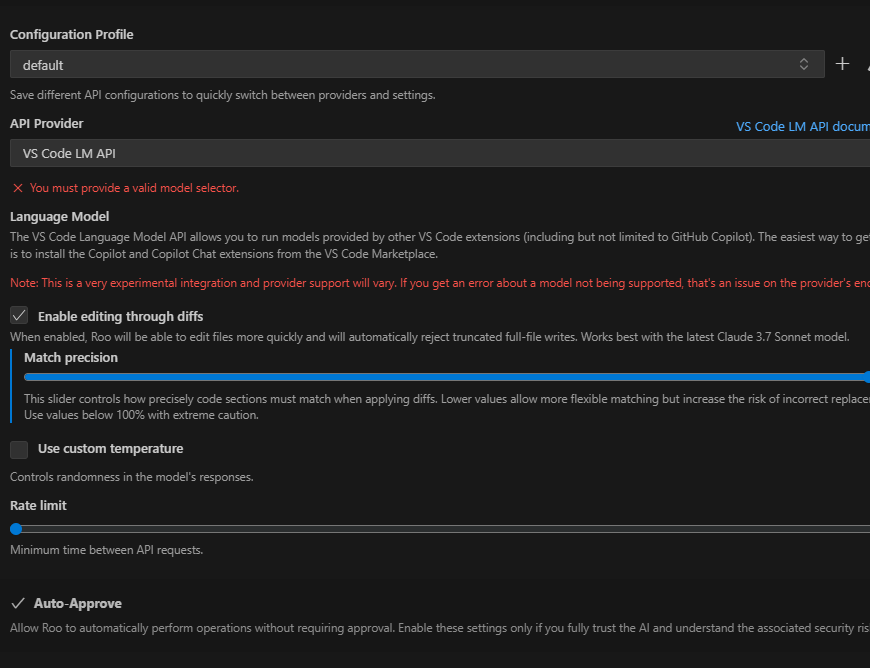 Configuration Profile
default
Save different API configurations to quickly switch between providers and settings.
API Provider
VS Code LM API
VS Code LM API
You must provide a valid model selector.
Language Model
The VS Code Language Model API allows you to run models provided by other VS Code extensions (including but not limited to GitHub Copilot). The easiest way to
is to install the Copilot and Copilot Chat extensions from the VS Code Marketplace.
Note: This is a very experimental integration and provider support will vary. If you get an error about a model not being supported, that's an issue on the provider's
Enable editing through diffs
When enabled, Roo will be able to edit files more quickly and will automatically reject truncated full-file writes. Works best with the latest Claude 3.7 Sonnet model.
Match precision
This slider controls how precisely code sections must match when applying diffs. Lower values allow more flexible matching but increase the risk of incorrect
Use values below 100% with extreme caution.
Use custom temperature
Controls randomness in the model's responses.
Rate limit
Minimum time between API requests.
Auto-Approve
Allow Roo to automatically perform operations without requiring approval. Enable these settings only if you fully trust the AI and understand the associated security